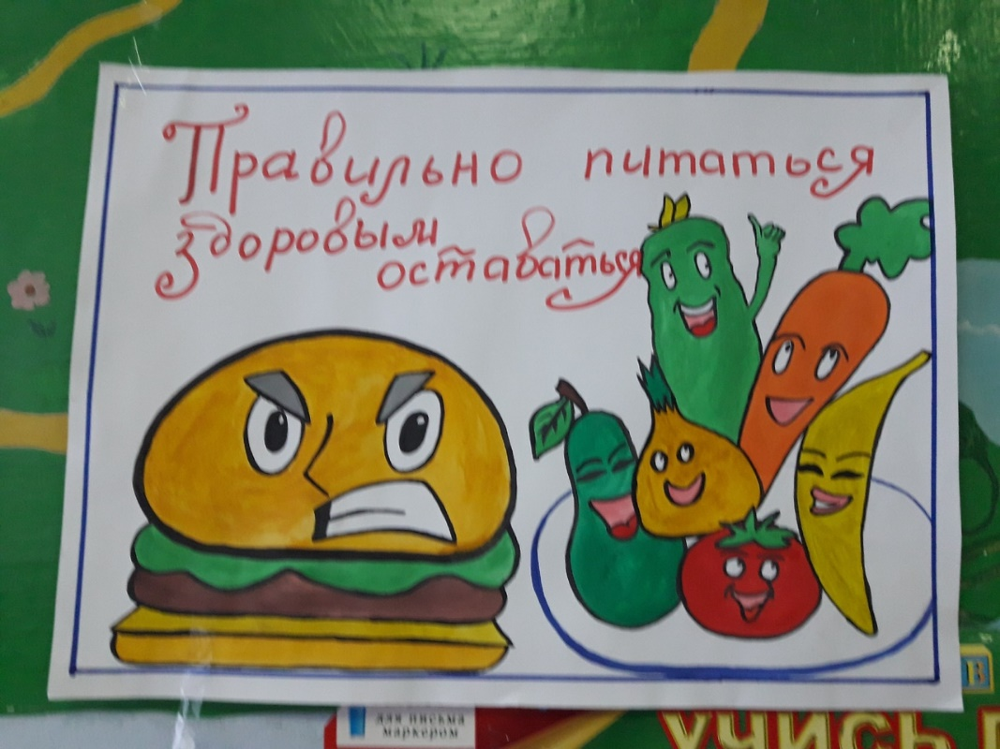 Правильно питаться
здоровым
оставаться
В
для письма
маркером
УЧИСЬ